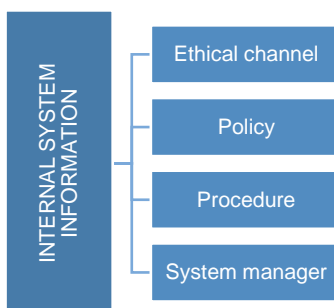 INTERNAL SYSTEM
INFORMATION
Ethical channel
Policy
Procedure
System manager